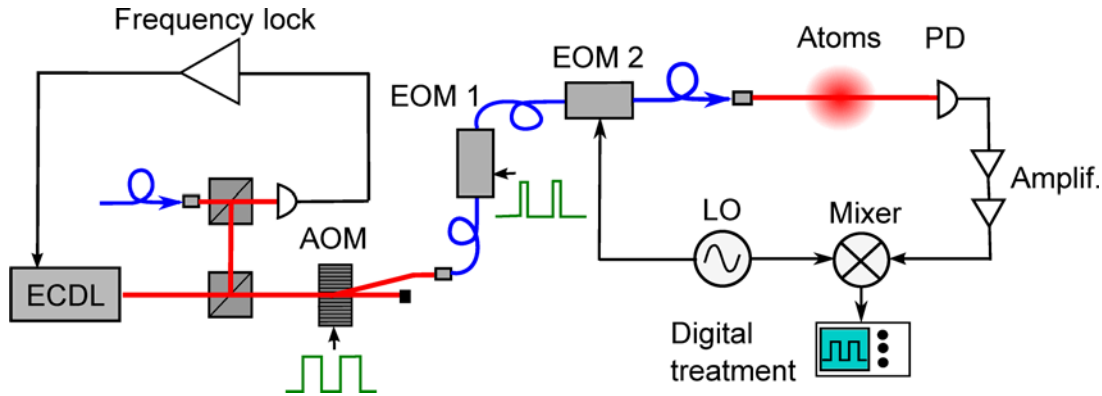 Frequency lock
EOM 1
EOM 2
Atoms
PD
Amplif.
AOM
LO
Mixer
ECDL
Digital
treatment